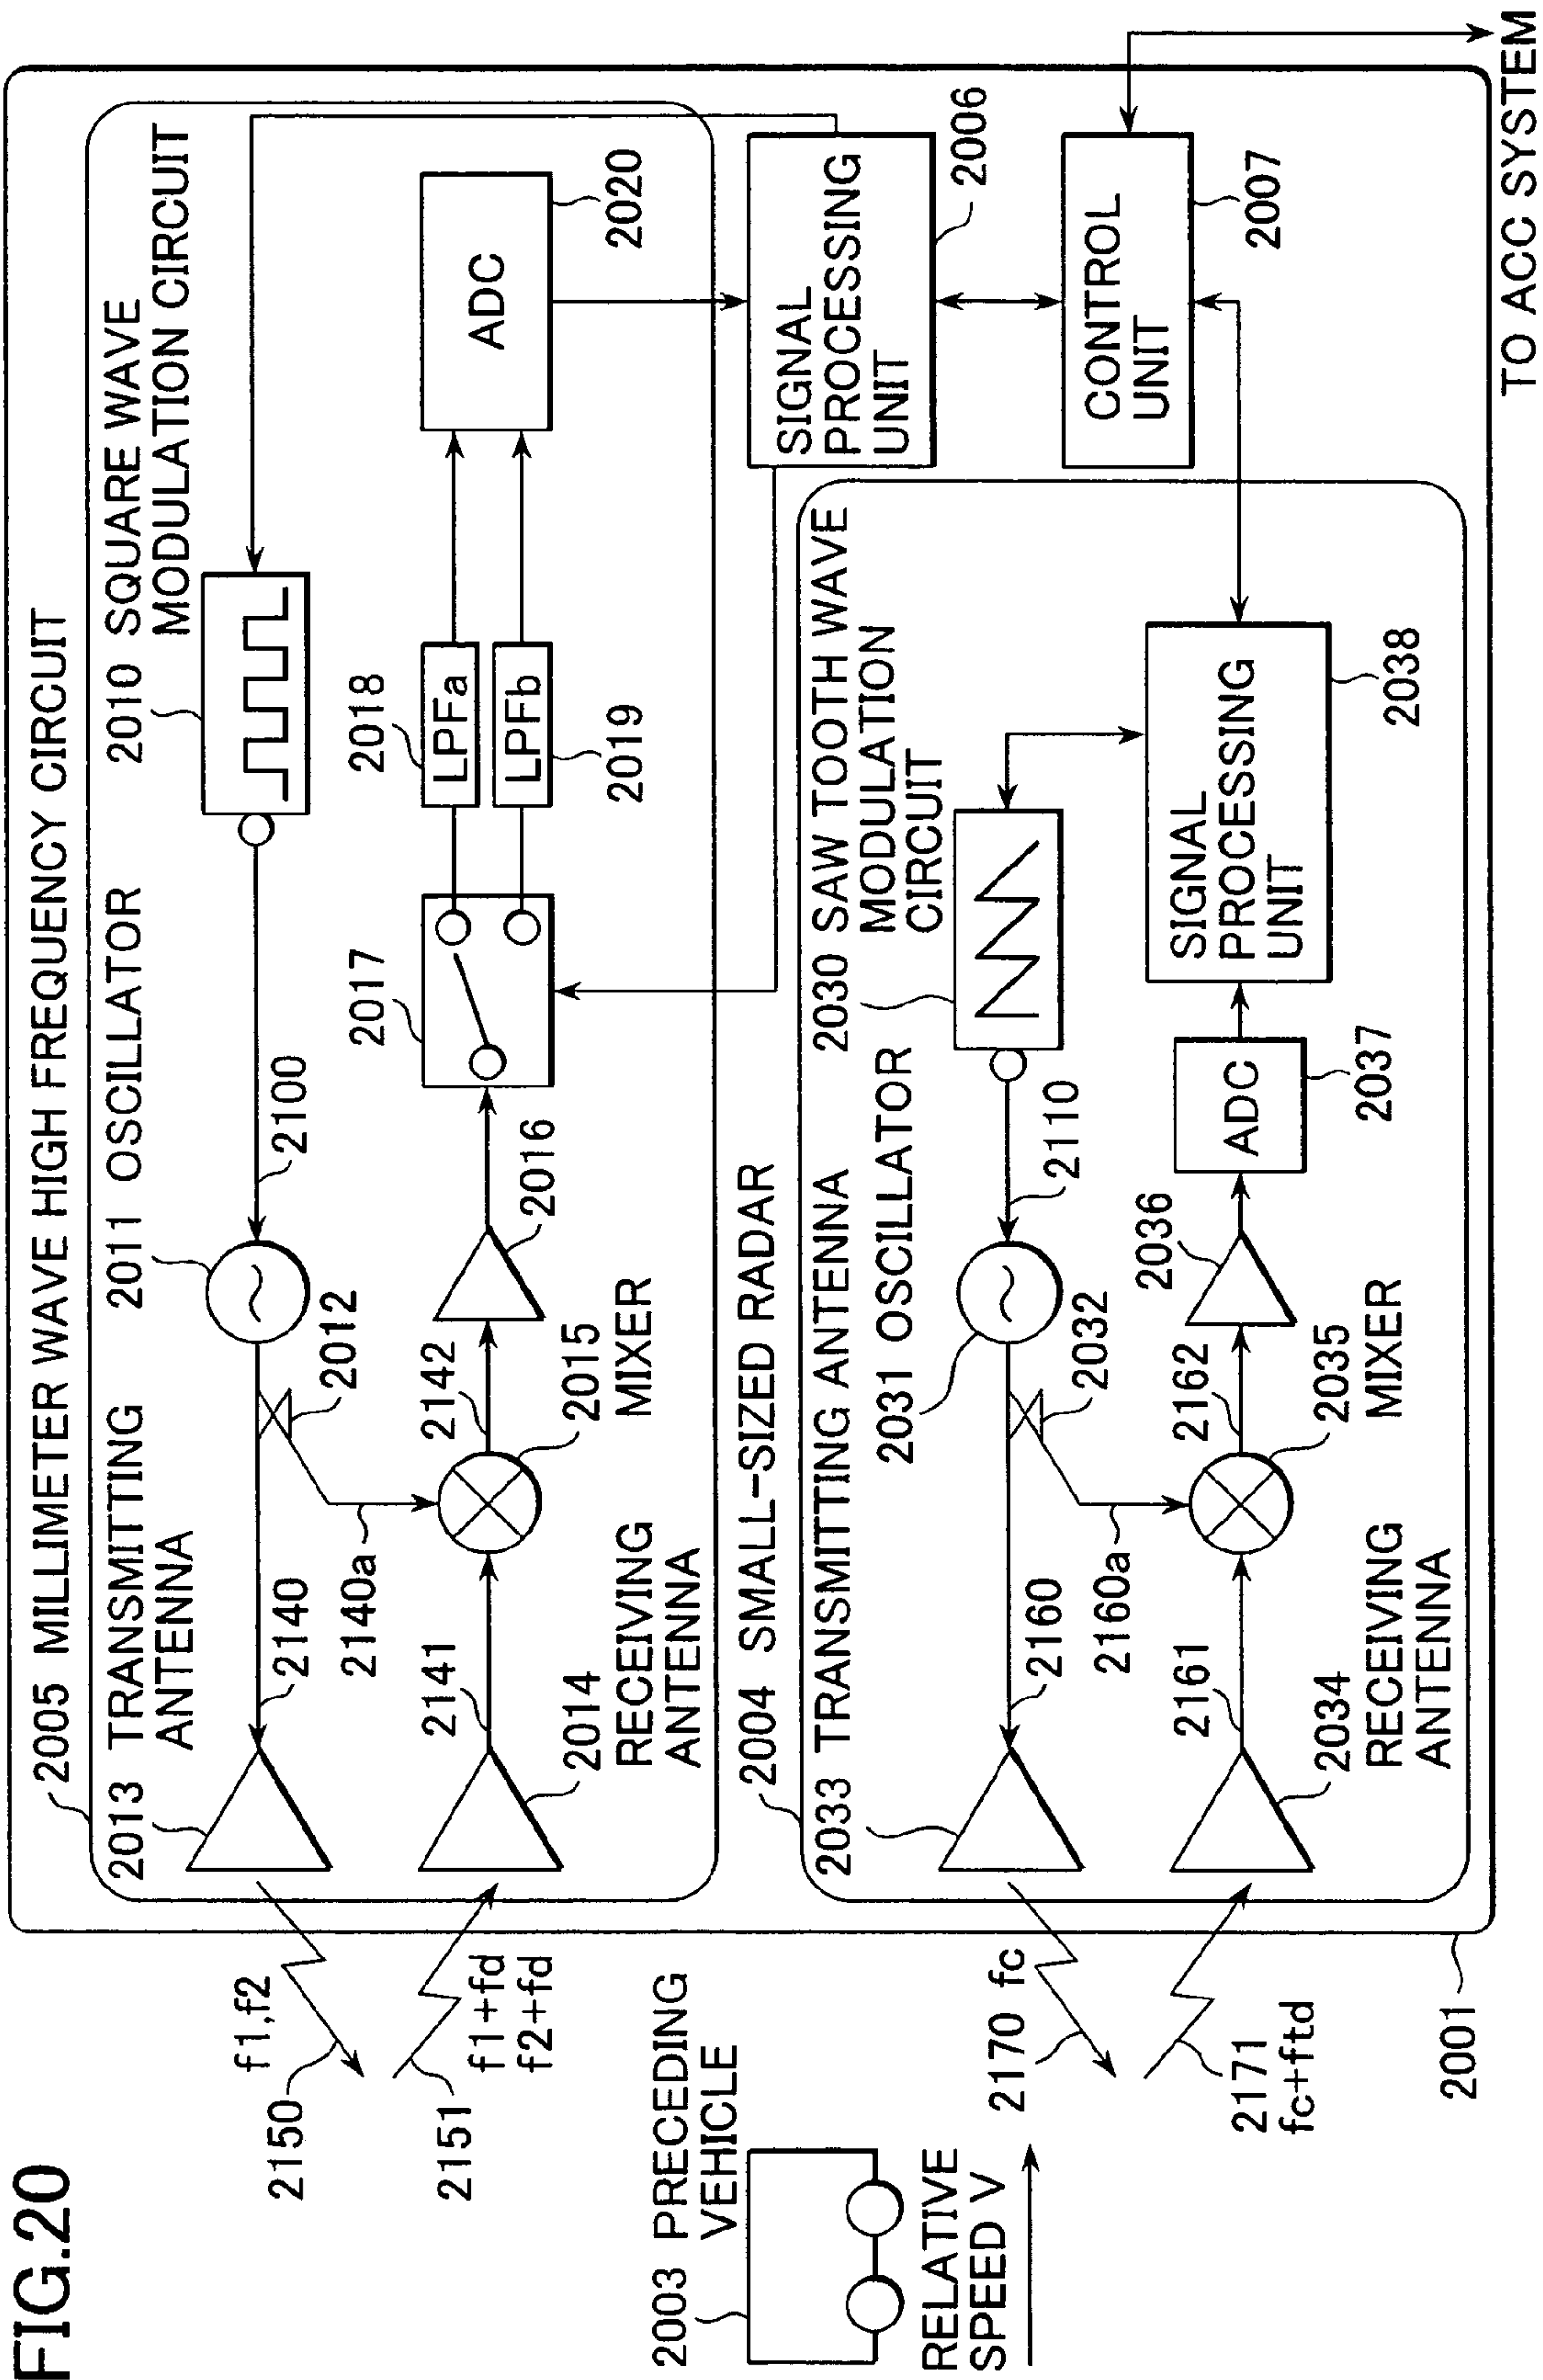 FIG.20
2005 MILLIMETER WAVE HIGH FREQUENCY CIRCUIT
2013 TRANSMITTING
ANTENNA
2011 OSCILLATOR
2010 SQUARE WAVE
MODULATION CIRCUIT
2150
f1,f2
2140
2012
2100
2140a
2151
f1+fd
f2+fd
2141
2142
2017
2018
LPFa
LPFb
2019
ADC
2020
2014
RECEIVING
ANTENNA
2015
MIXER
2016
2003 PRECEDING
VEHICLE
RELATIVE
SPEED V
2004 SMALL-SIZED RADAR
SIGNAL
PROCESSING
UNIT
2006
2033 TRANSMITTING ANTENNA
2031 OSCILLATOR
2030 SAW TOOTH WAVE
MODULATION
CIRCUIT
2170 fc
2160
2032
2110
CONTROL
UNIT
2007
2160a
2171
fc+ftd
2161
2162
2036
ADC
2037
SIGNAL
PROCESSING
UNIT
2038
2034
RECEIVING
ANTENNA
2035
MIXER
2001
TO ACC SYSTEM